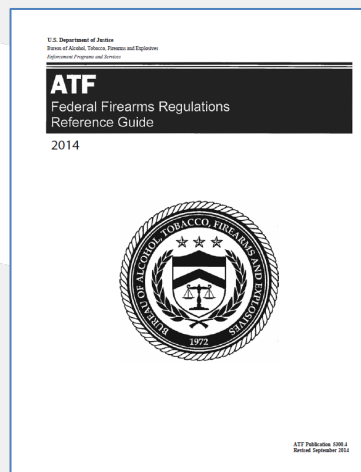 U.S. Department of Justice
Bureau of Alcohol, Tobacco, Firearms and Explosives
Enforcement Programs and Services
ATF
Federal Firearms Regulations
Reference Guide
2014
BUREAU OF ALCOHOL, TOBACCO, FIREARMS AND EXPLOSIVES
1972
ATF Publication 5300.4
Revised September 2014